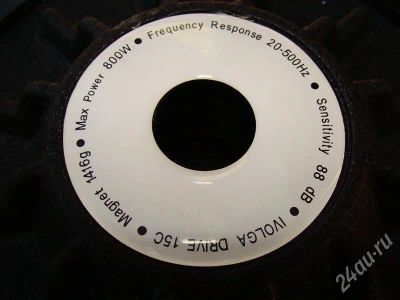 • Frequency Response 20-500Hz • Sensitivity 88 dB • IVOLGA DRIVE 15C • Magnet 1416g • Max Power 800W
24au.ru